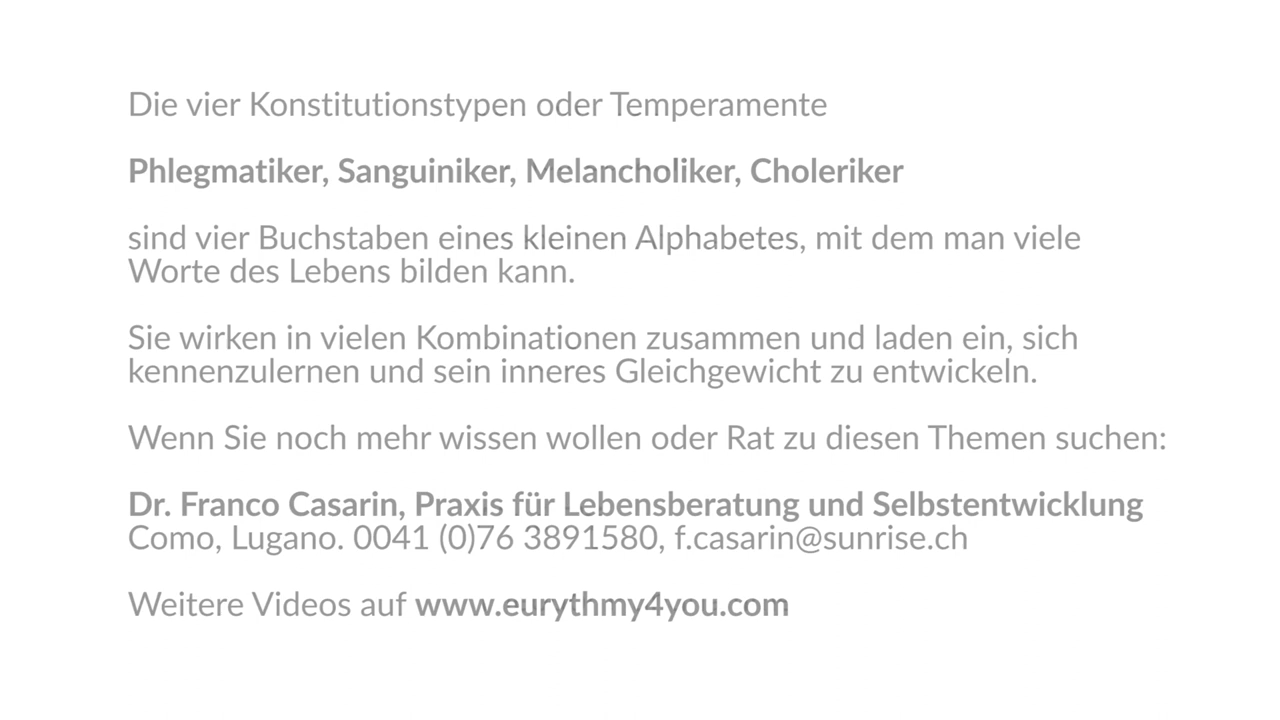 Die vier Konstitutionstypen oder Temperamente
Phlegmatiker, Sanguiniker, Melancholiker, Choleriker
sind vier Buchstaben eines kleinen Alphabetes, mit dem man viele
Worte des Lebens bilden kann.
Sie wirken in vielen Kombinationen zusammen und laden ein, sich
kennenzulernen und sein inneres Gleichgewicht zu entwickeln.
Wenn Sie noch mehr wissen wollen oder Rat zu diesen Themen suchen:
Dr. Franco Casarin, Praxis für Lebensberatung und Selbstentwicklung
Como, Lugano. 0041 (0)76 3891580, f.casarin@sunrise.ch
Weitere Videos auf www.eurythmy4you.com